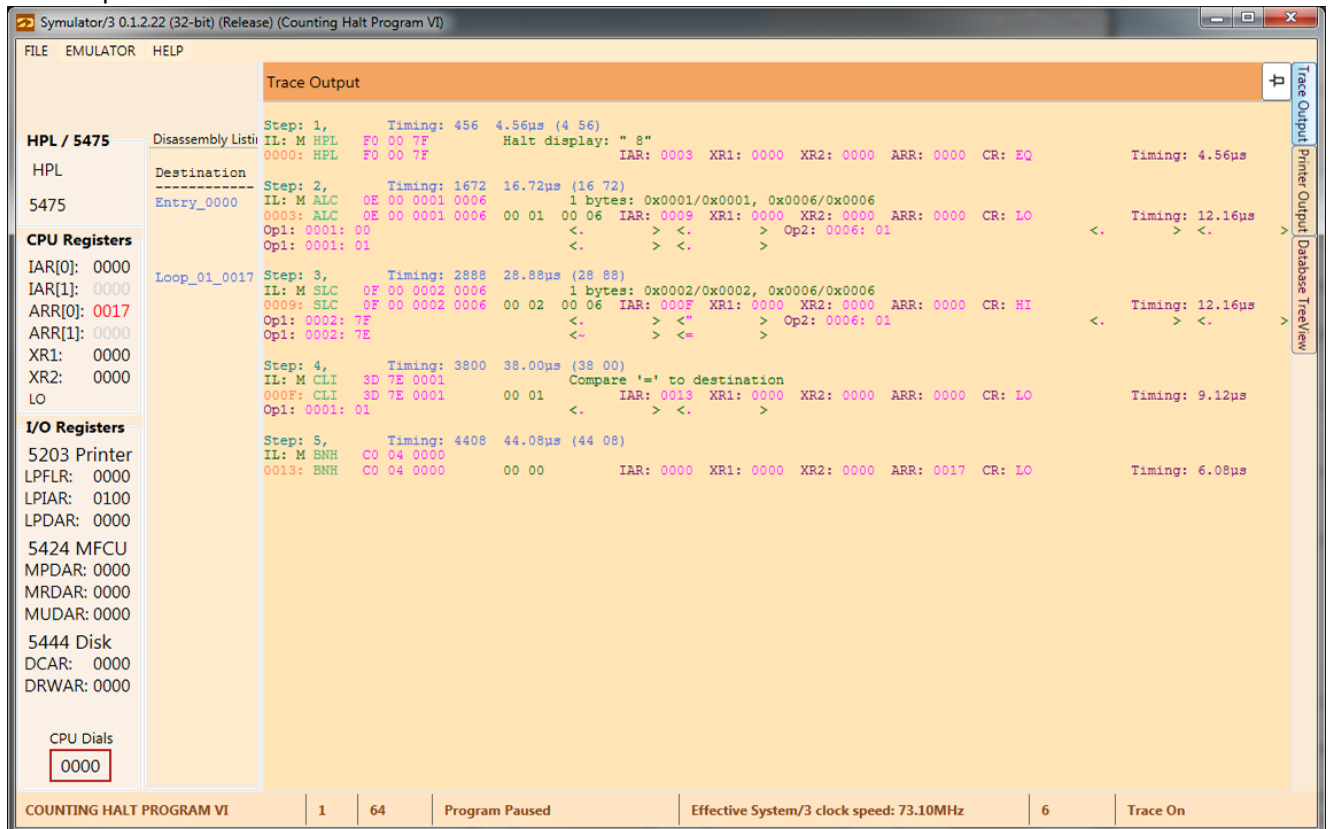 Symulator/3 0.1.2.22 (32-bit) (Release) (Counting Halt Program VI)
FILE EMULATOR HELP
HPL / 5475
HPL
5475
CPU Registers
IAR[0]: 0000
IAR[1]: 0000
ARR[0]: 0017
ARR[1]: 0000
XR1: 0000
XR2: 0000
LO
I/O Registers
5203 Printer
LPFLR: 0000
LPIAR: 0100
LPDAR: 0000
5424 MFCU
MPDAR: 0000
MRDAR: 0000
MUDAR: 0000
5444 Disk
DCAR: 0000
DRWAR: 0000
CPU Dials
0000
Disassembly Listi
Destination
------------
Entry_0000
Loop_01_0017
Trace Output
Step: 1, Timing: 456 4.56µs (4 56)
IL: M HPL F0 00 7F Halt display: " 8"
0000: HPL F0 00 7F IAR: 0003 XR1: 0000 XR2: 0000 ARR: 0000 CR: EQ Timing: 4.56µs
Step: 2, Timing: 1672 16.72µs (16 72)
IL: M ALC 0E 00 0001 0006 1 bytes: 0x0001/0x0001, 0x0006/0x0006
0003: ALC 0E 00 0001 0006 00 01 00 06 IAR: 0009 XR1: 0000 XR2: 0000 ARR: 0000 CR: LO Timing: 12.16µs
Op1: 0001: 00 <. > <. > Op2: 0006: 01 <. > <. >
Op1: 0001: 01 <. > <. >
Step: 3, Timing: 2888 28.88µs (28 88)
IL: M SLC 0F 00 0002 0006 1 bytes: 0x0002/0x0002, 0x0006/0x0006
0009: SLC 0F 00 0002 0006 00 02 00 06 IAR: 000F XR1: 0000 XR2: 0000 ARR: 0000 CR: HI Timing: 12.16µs
Op1: 0002: 7F <. > <" > Op2: 0006: 01 <. > <. >
Op1: 0002: 7E <~ > <= >
Step: 4, Timing: 3800 38.00µs (38 00)
IL: M CLI 3D 7E 0001 Compare '=' to destination
000F: CLI 3D 7E 0001 00 01 IAR: 0013 XR1: 0000 XR2: 0000 ARR: 0000 CR: LO Timing: 9.12µs
Op1: 0001: 01 <. > <. >
Step: 5, Timing: 4408 44.08µs (44 08)
IL: M BNH C0 04 0000
0013: BNH C0 04 0000 00 00 IAR: 0000 XR1: 0000 XR2: 0000 ARR: 0017 CR: LO Timing: 6.08µs
Trace Output
Printer Output
Database TreeView
COUNTING HALT PROGRAM VI 1 64 Program Paused Effective System/3 clock speed: 73.10MHz 6 Trace On